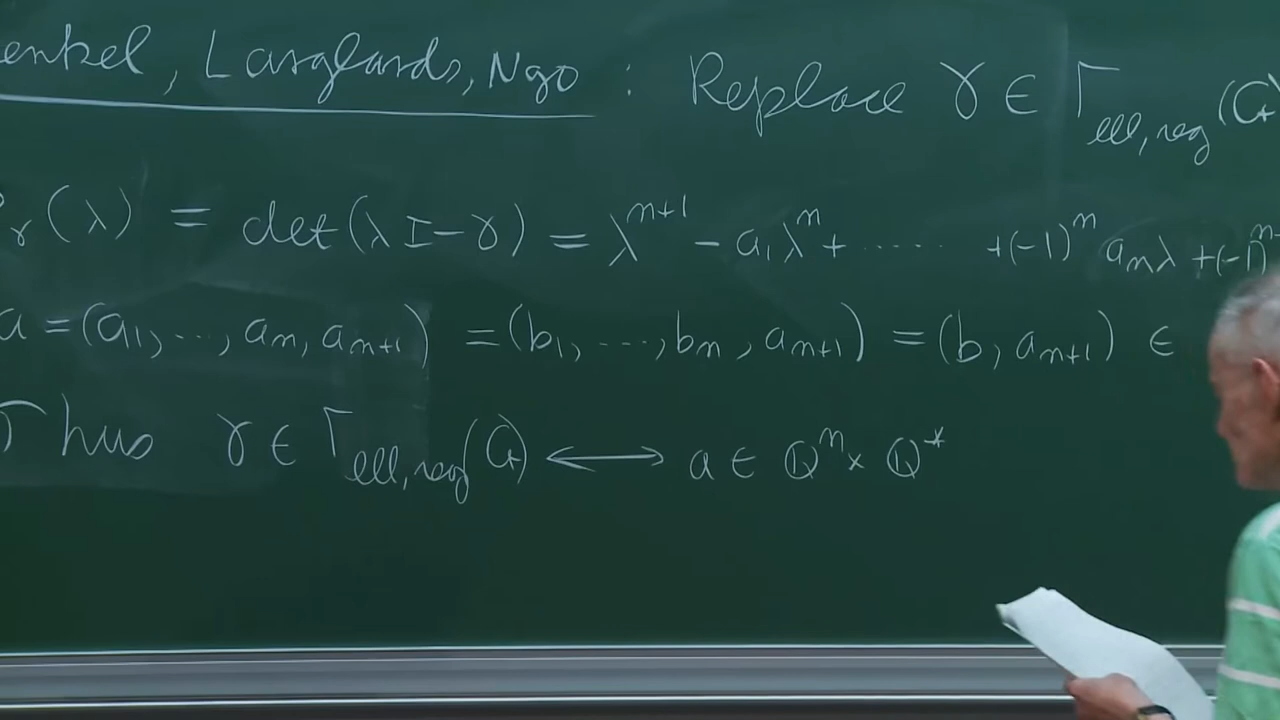 enkel, Langlands, Ngo : Replace γ ∈ Γ_{ell, reg}(G)
P_γ(λ) = det(λI-γ) = λ^{n+1} - a_1λ^n + ...... +(-1)^n a_nλ +(-1)^{n
a = (a_1, ..., a_n, a_{n+1}) = (b_1, ..., b_n, a_{n+1}) = (b, a_{n+1}) ∈
Thus γ ∈ Γ_{ell, reg}(G) ⟷ a ∈ ℚ^n × ℚ^*